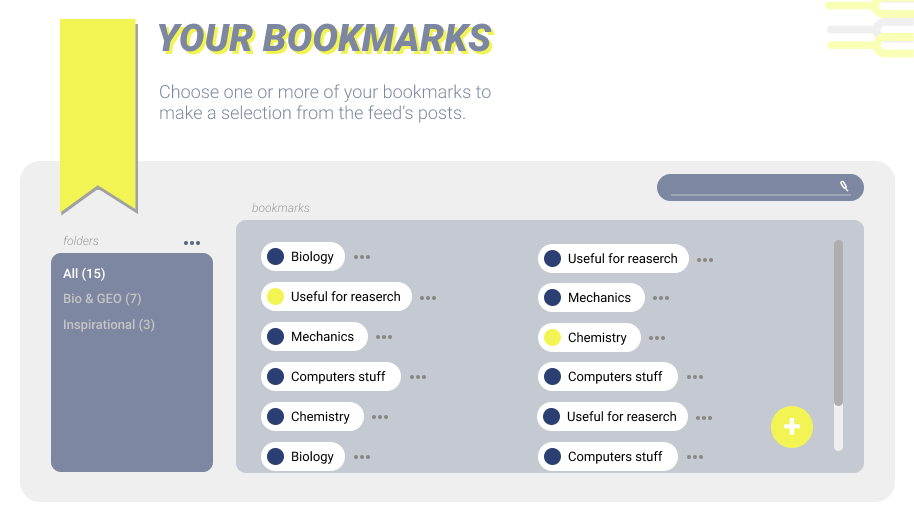 YOUR BOOKMARKS
Choose one or more of your bookmarks to
make a selection from the feed's posts.
bookmarks
folders
All (15)
Bio & GEO (7)
Inspirational (3)
Biology
Useful for reaserch
Mechanics
Computers stuff
Chemistry
Biology
Useful for reaserch
Mechanics
Chemistry
Computers stuff
Useful for reaserch
Computers stuff